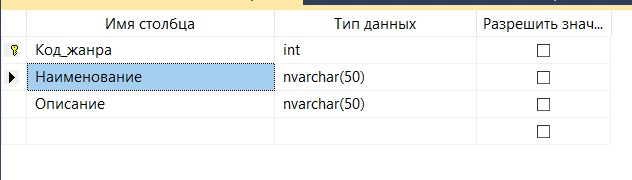 Имя столбца Тип данных Разрешить знач...
Код_жанра int
Наименование nvarchar(50)
Описание nvarchar(50)